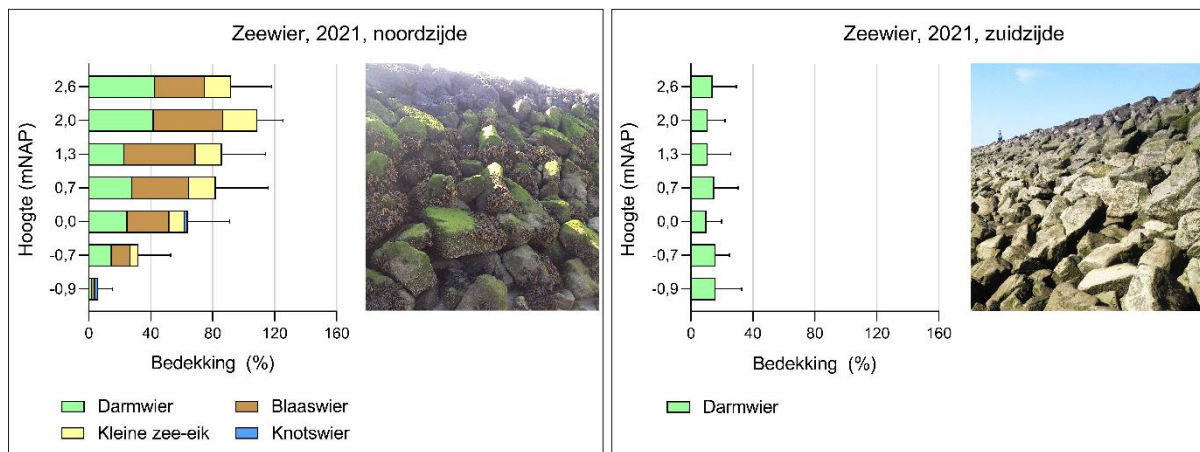 Zeewier, 2021, noordzijde
Hoogte (mNAP)
2,6
2,0
1,3
0,7
0,0
-0,7
-0,9
0 40 80 120 160
Bedekking (%)
Darmwier Blaaswier
Kleine zee-eik Knotswier
Zeewier, 2021, zuidzijde
Hoogte (mNAP)
2,6
2,0
1,3
0,7
0,0
-0,7
-0,9
0 40 80 120 160
Bedekking (%)
Darmwier